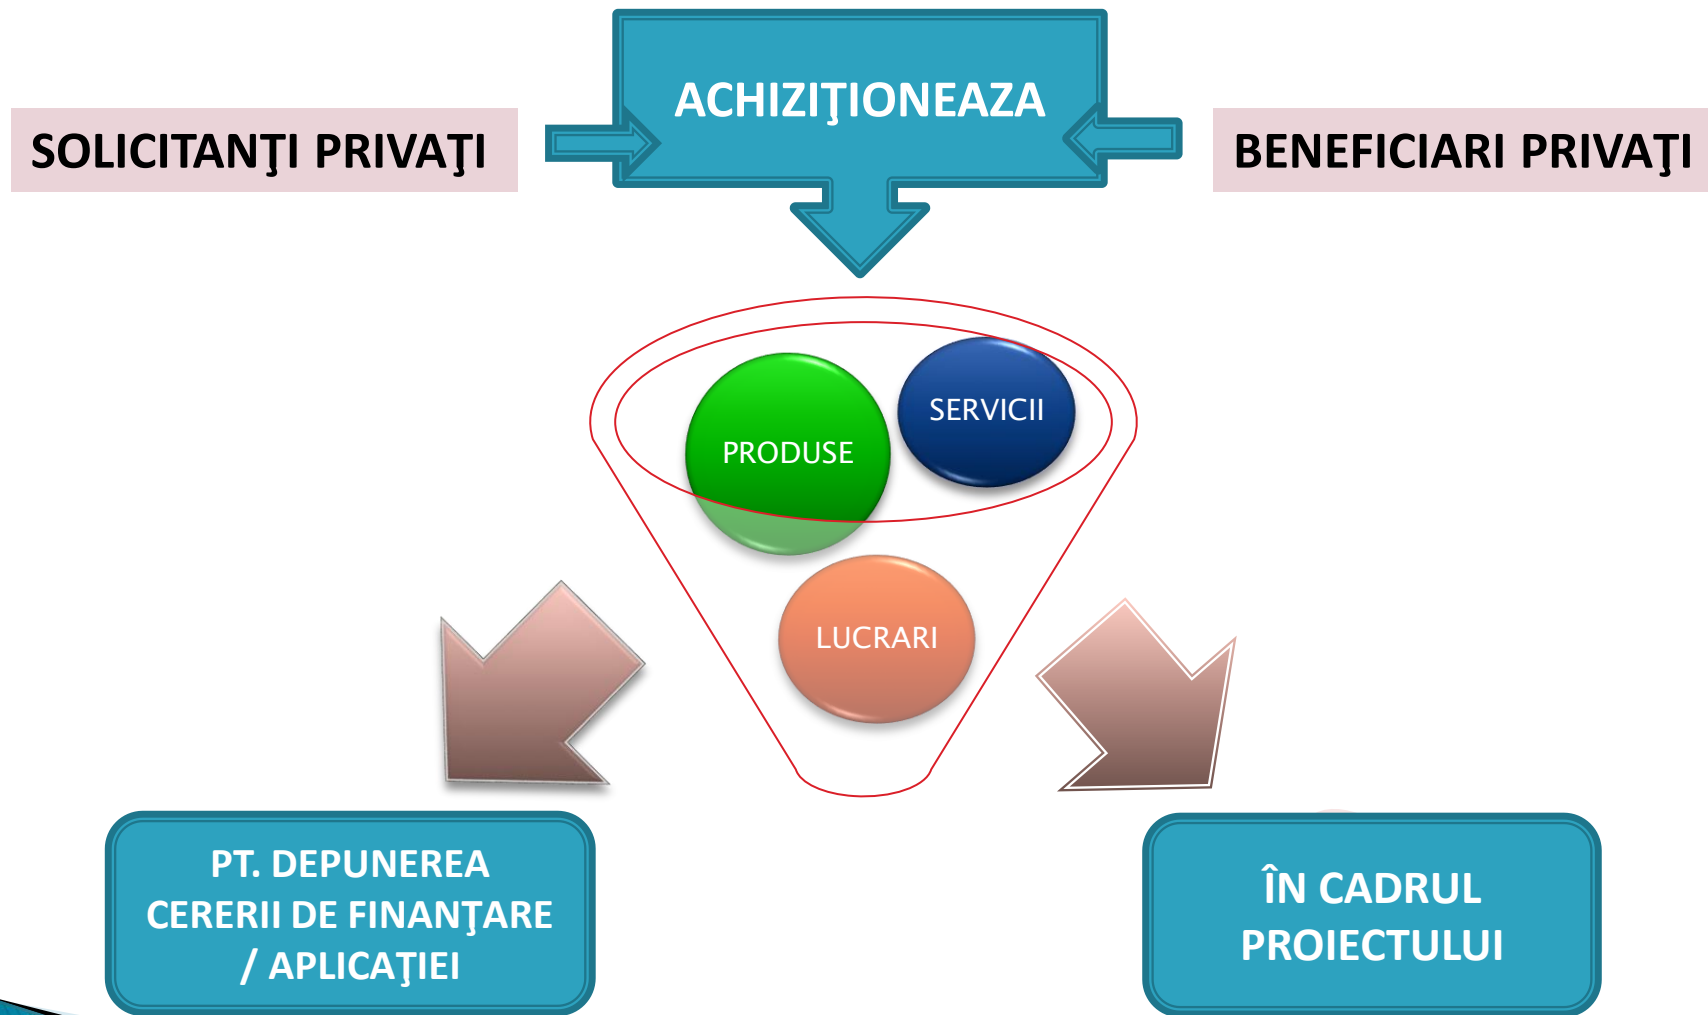 ACHIZIŢIONEAZA
SOLICITANŢI PRIVAŢI
BENEFICIARI PRIVAŢI
SERVICII
PRODUSE
LUCRARI
PT. DEPUNEREA
CERERII DE FINANŢARE
/ APLICAŢIEI
ÎN CADRUL
PROIECTULUI